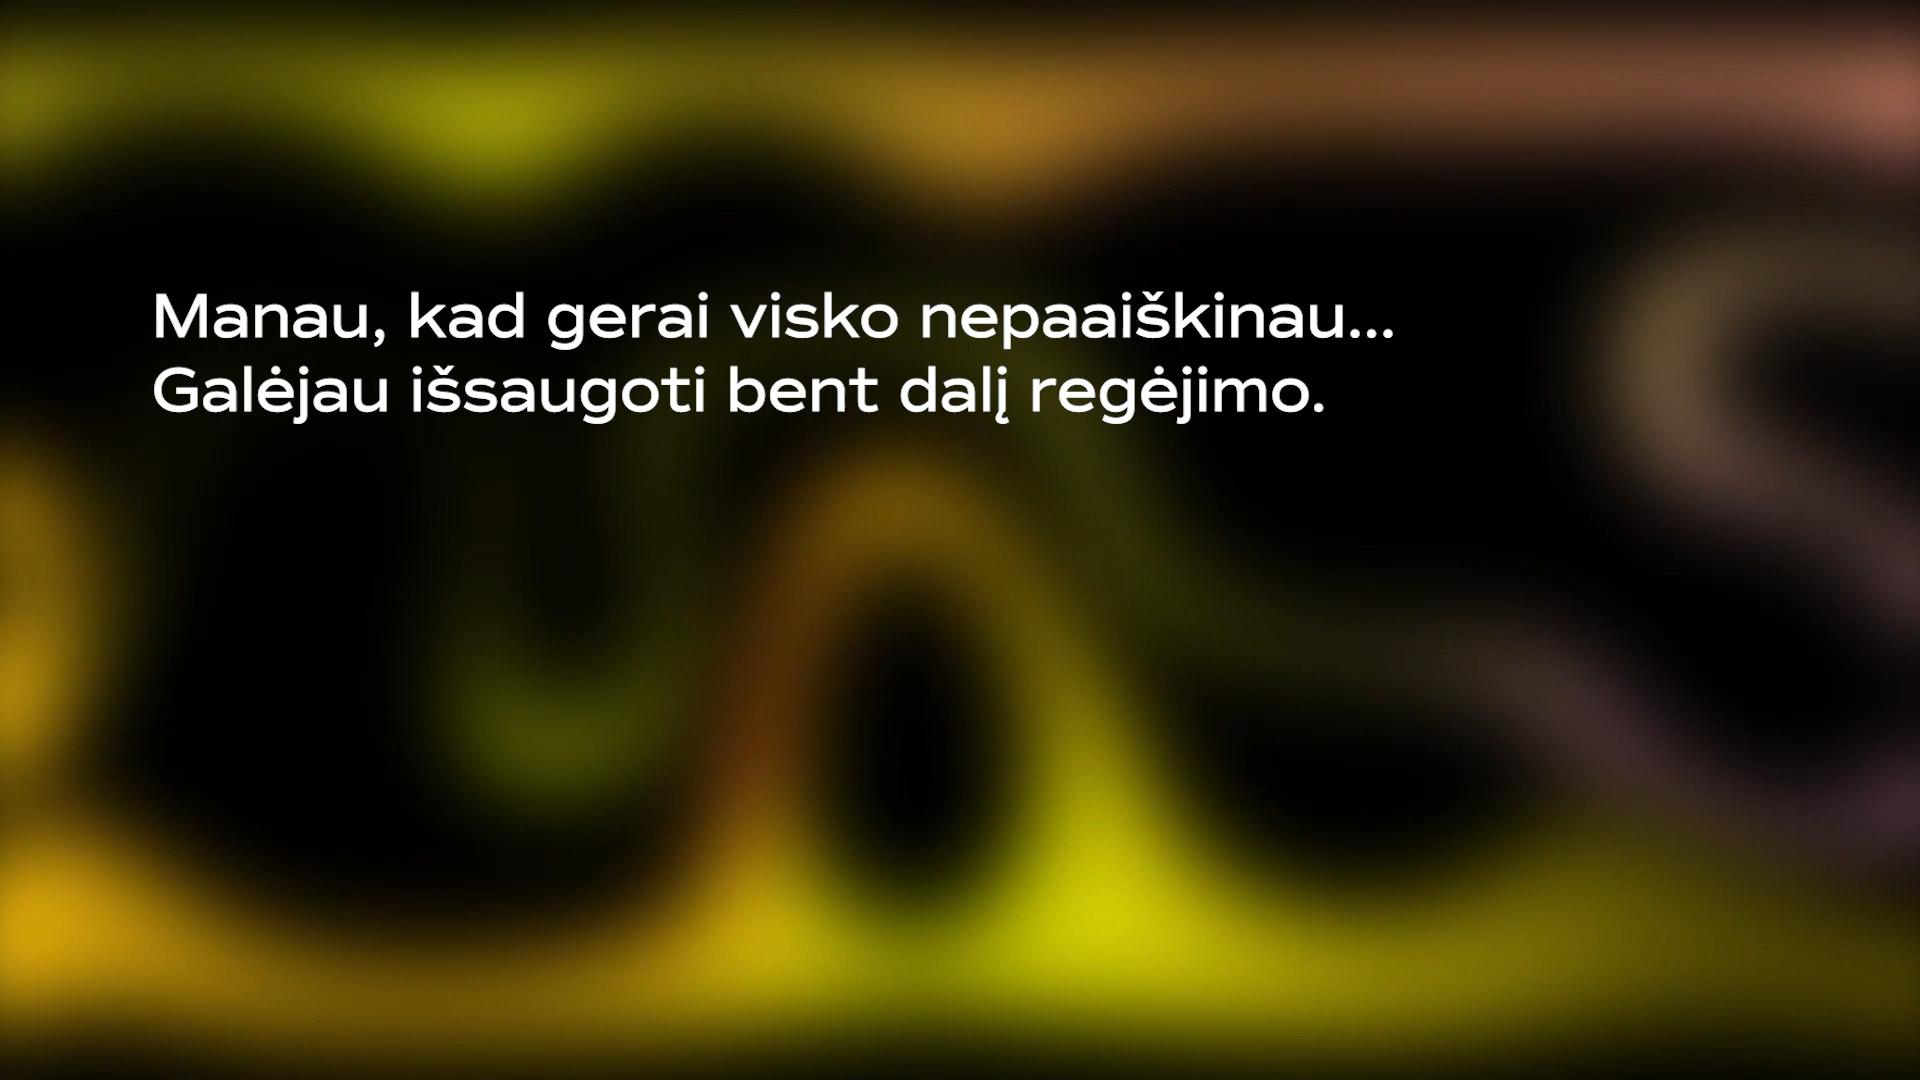 Manau, kad gerai visko nepaaiškinau...
Galėjau išsaugoti bent dalį regėjimo.